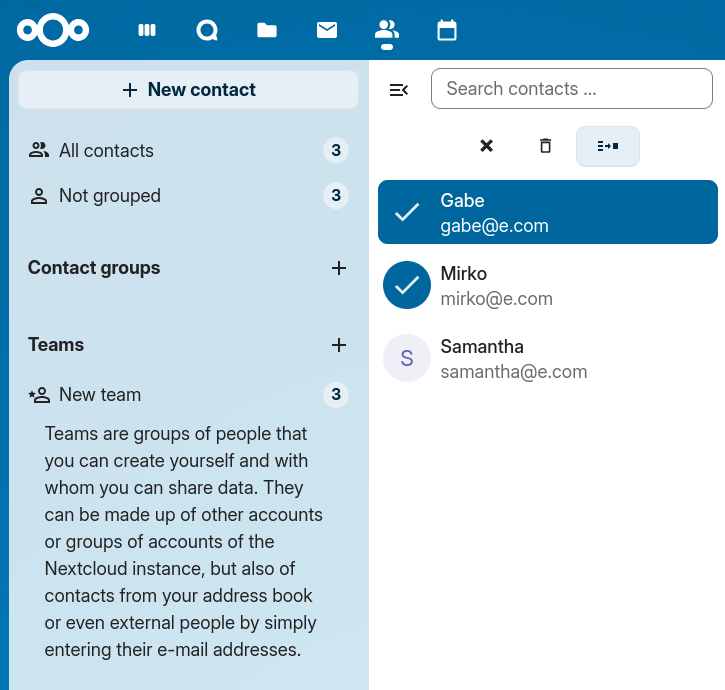 New contact
All contacts 3
Not grouped 3
Contact groups
Teams
New team 3
Teams are groups of people that
you can create yourself and with
whom you can share data. They
can be made up of other accounts
or groups of accounts of the
Nextcloud instance, but also of
contacts from your address book
or even external people by simply
entering their e-mail addresses.
Search contacts ...
Gabe
gabe@e.com
Mirko
mirko@e.com
S
Samantha
samantha@e.com